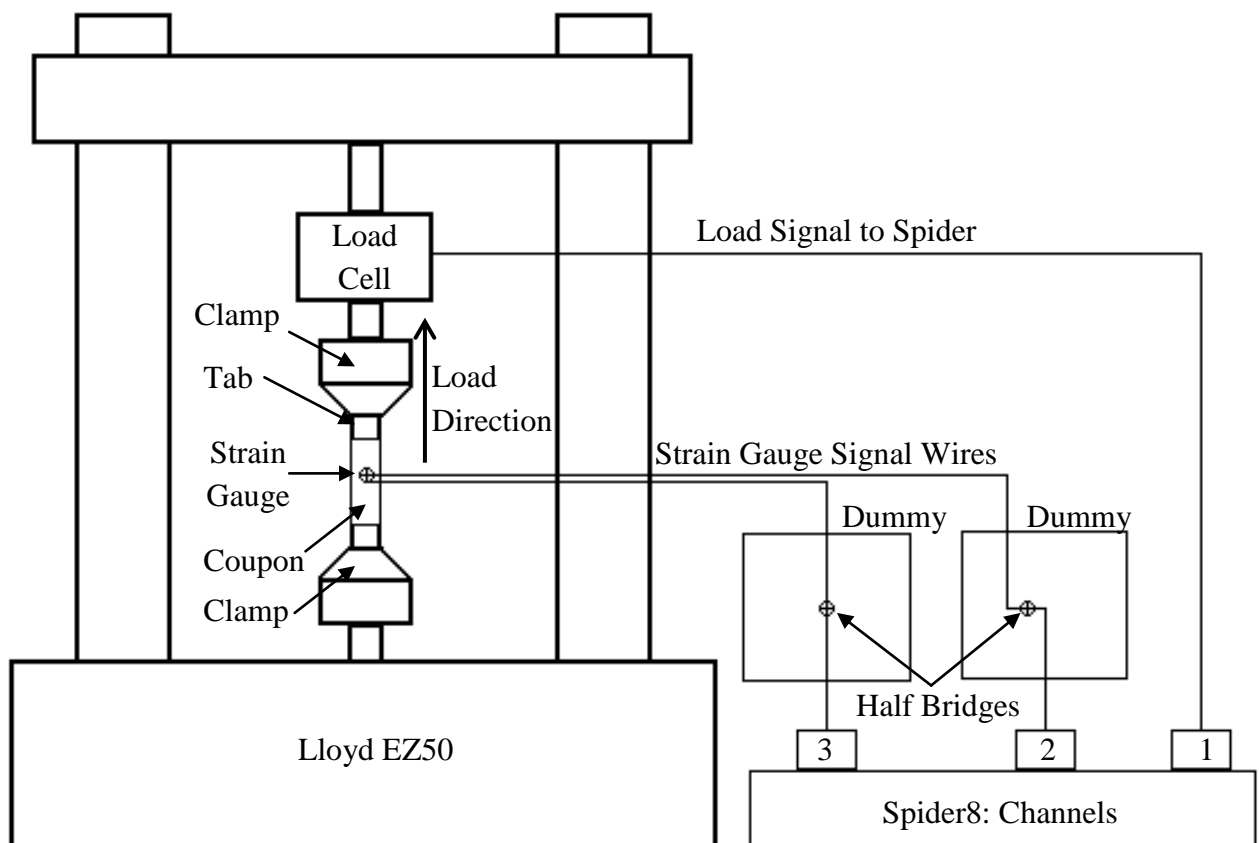 Load Signal to Spider
Load
Cell
Clamp
Tab
Load
Direction
Strain
Gauge
Strain Gauge Signal Wires
Dummy
Dummy
Coupon
Clamp
Half Bridges
Lloyd EZ50
3
2
1
Spider8: Channels